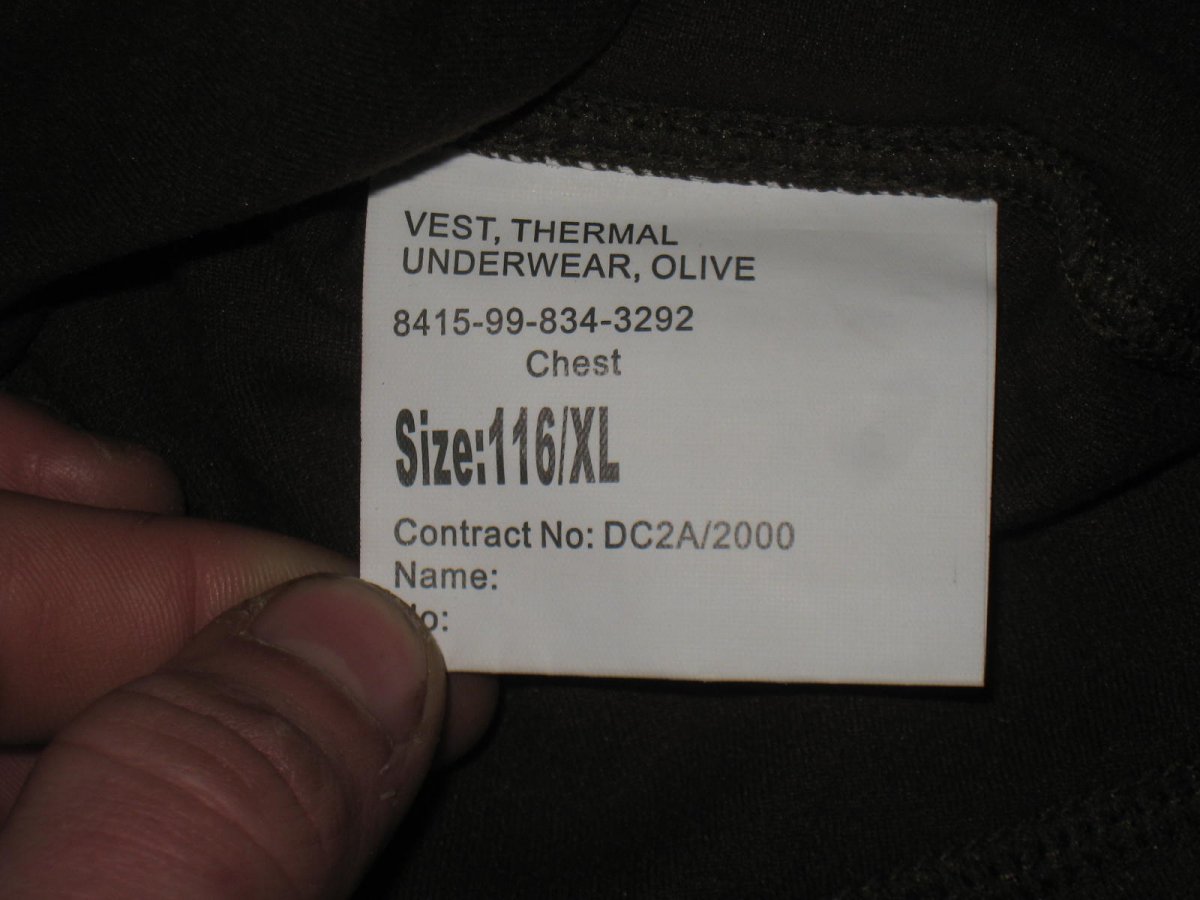 VEST, THERMAL
UNDERWEAR, OLIVE
8415-99-834-3292
Chest
Size:116/XL
Contract No: DC2A/2000
Name: